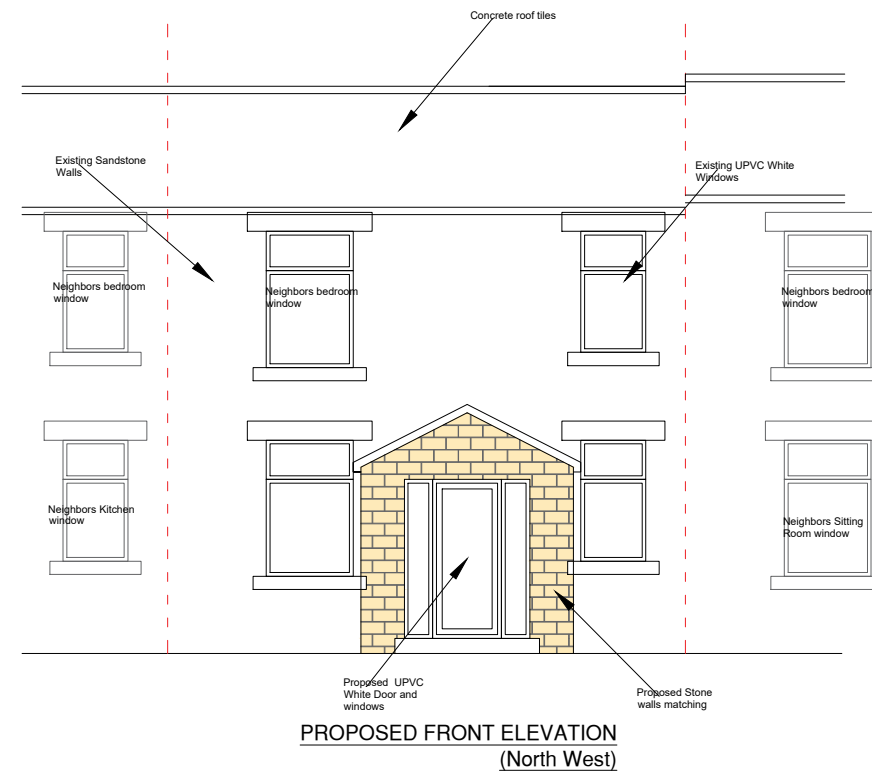 Concrete roof tiles
Existing Sandstone
Walls
Existing UPVC White
Windows
Neighbors bedroom
window
Neighbors bedroom
window
Neighbors bedroom
window
Neighbors Kitchen
window
Neighbors Sitting
Room window
Proposed UPVC
White Door and
windows
Proposed Stone
walls matching
PROPOSED FRONT ELEVATION
(North West)